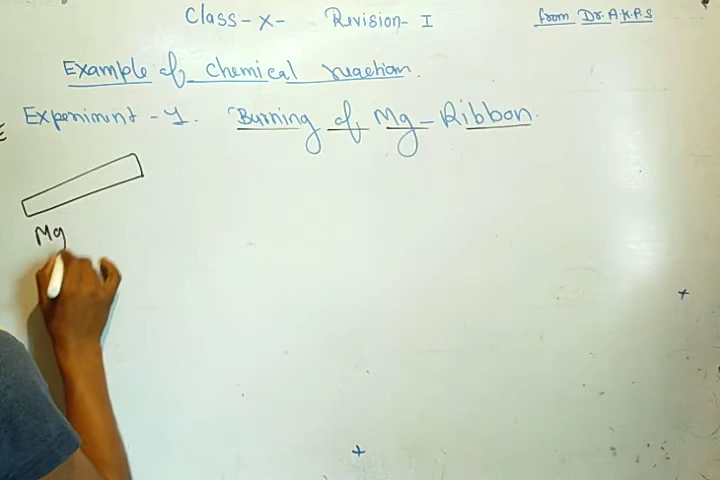 Class-X- Revision-I from Dr. A.K.P.S
Example of chemical reaction.
Experiment-1. Burning of Mg-Ribbon.
Mg